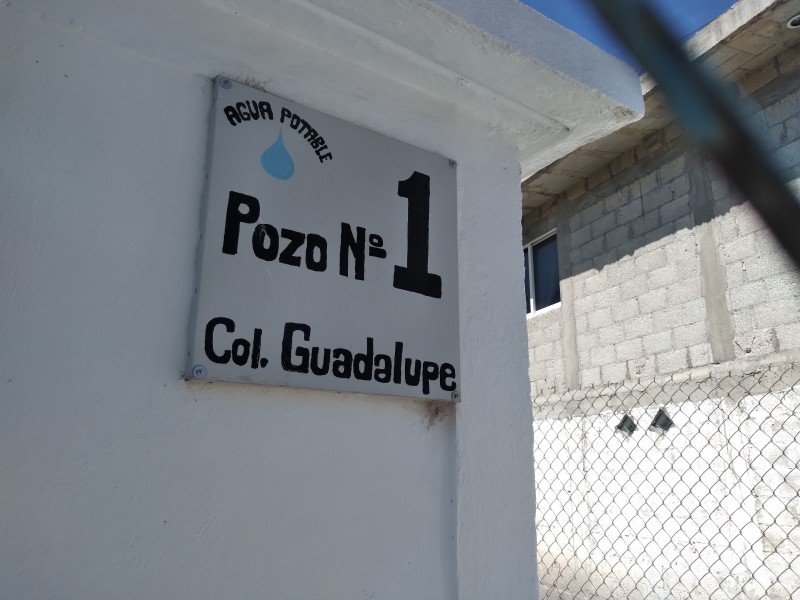 AGUA POTABLE
Pozo Nº 1
Col. Guadalupe